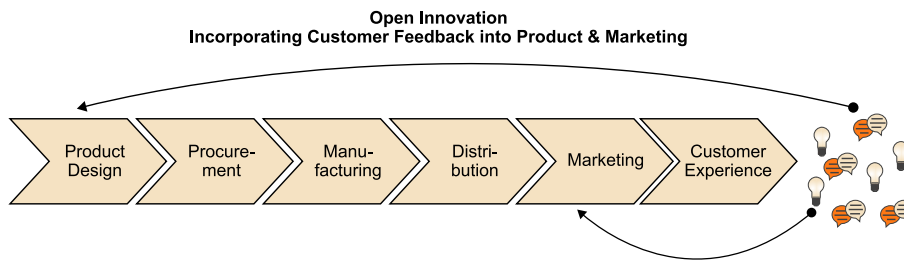 Open Innovation
Incorporating Customer Feedback into Product & Marketing
Product
Design
Procure-
ment
Manu-
facturing
Distri-
bution
Marketing
Customer
Experience